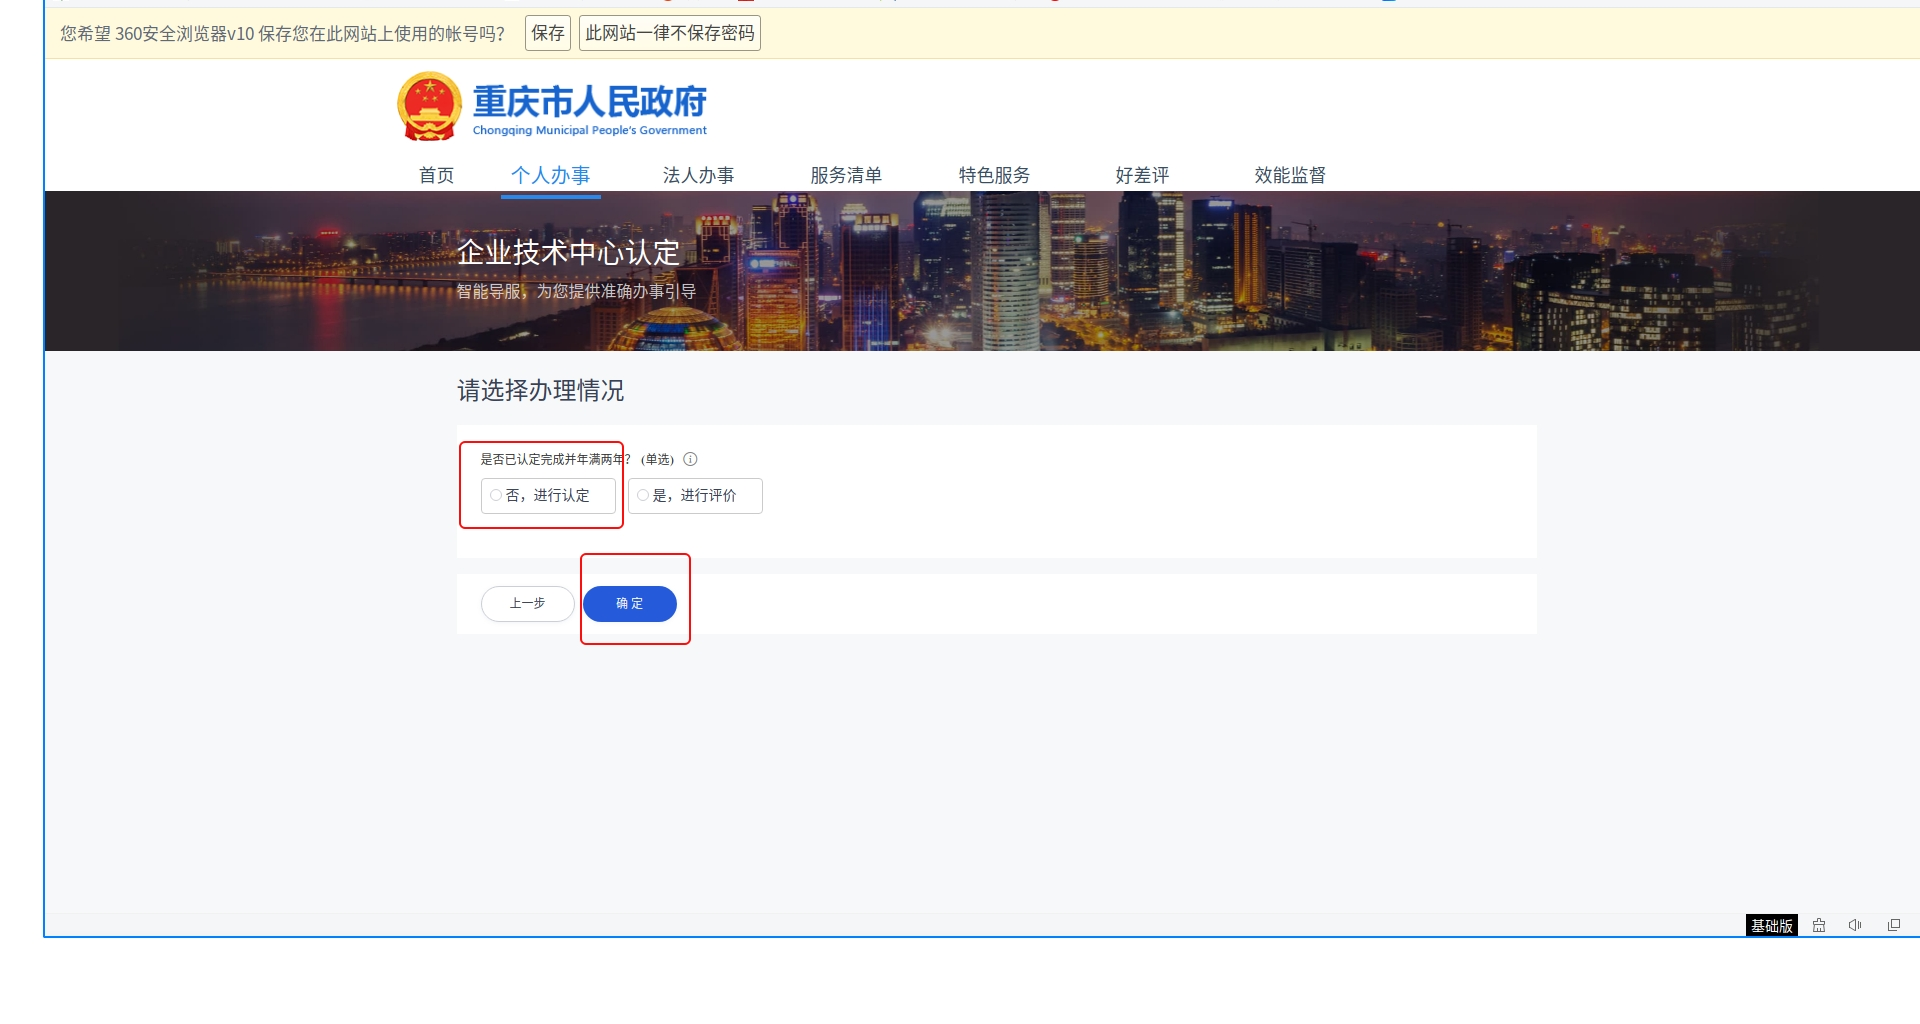 您希望 360安全浏览器v10 保存您在此网站上使用的帐号吗？ 保存 此网站一律不保存密码
重庆市人民政府
Chongqing Municipal People's Government
首页 个人办事 法人办事 服务清单 特色服务 好差评 效能监督
企业技术中心认定
智能导服，为您提供准确办事引导
请选择办理情况
是否已认定完成并年满两年？ (单选)
否，进行认定 是，进行评价
上一步 确 定
基础版